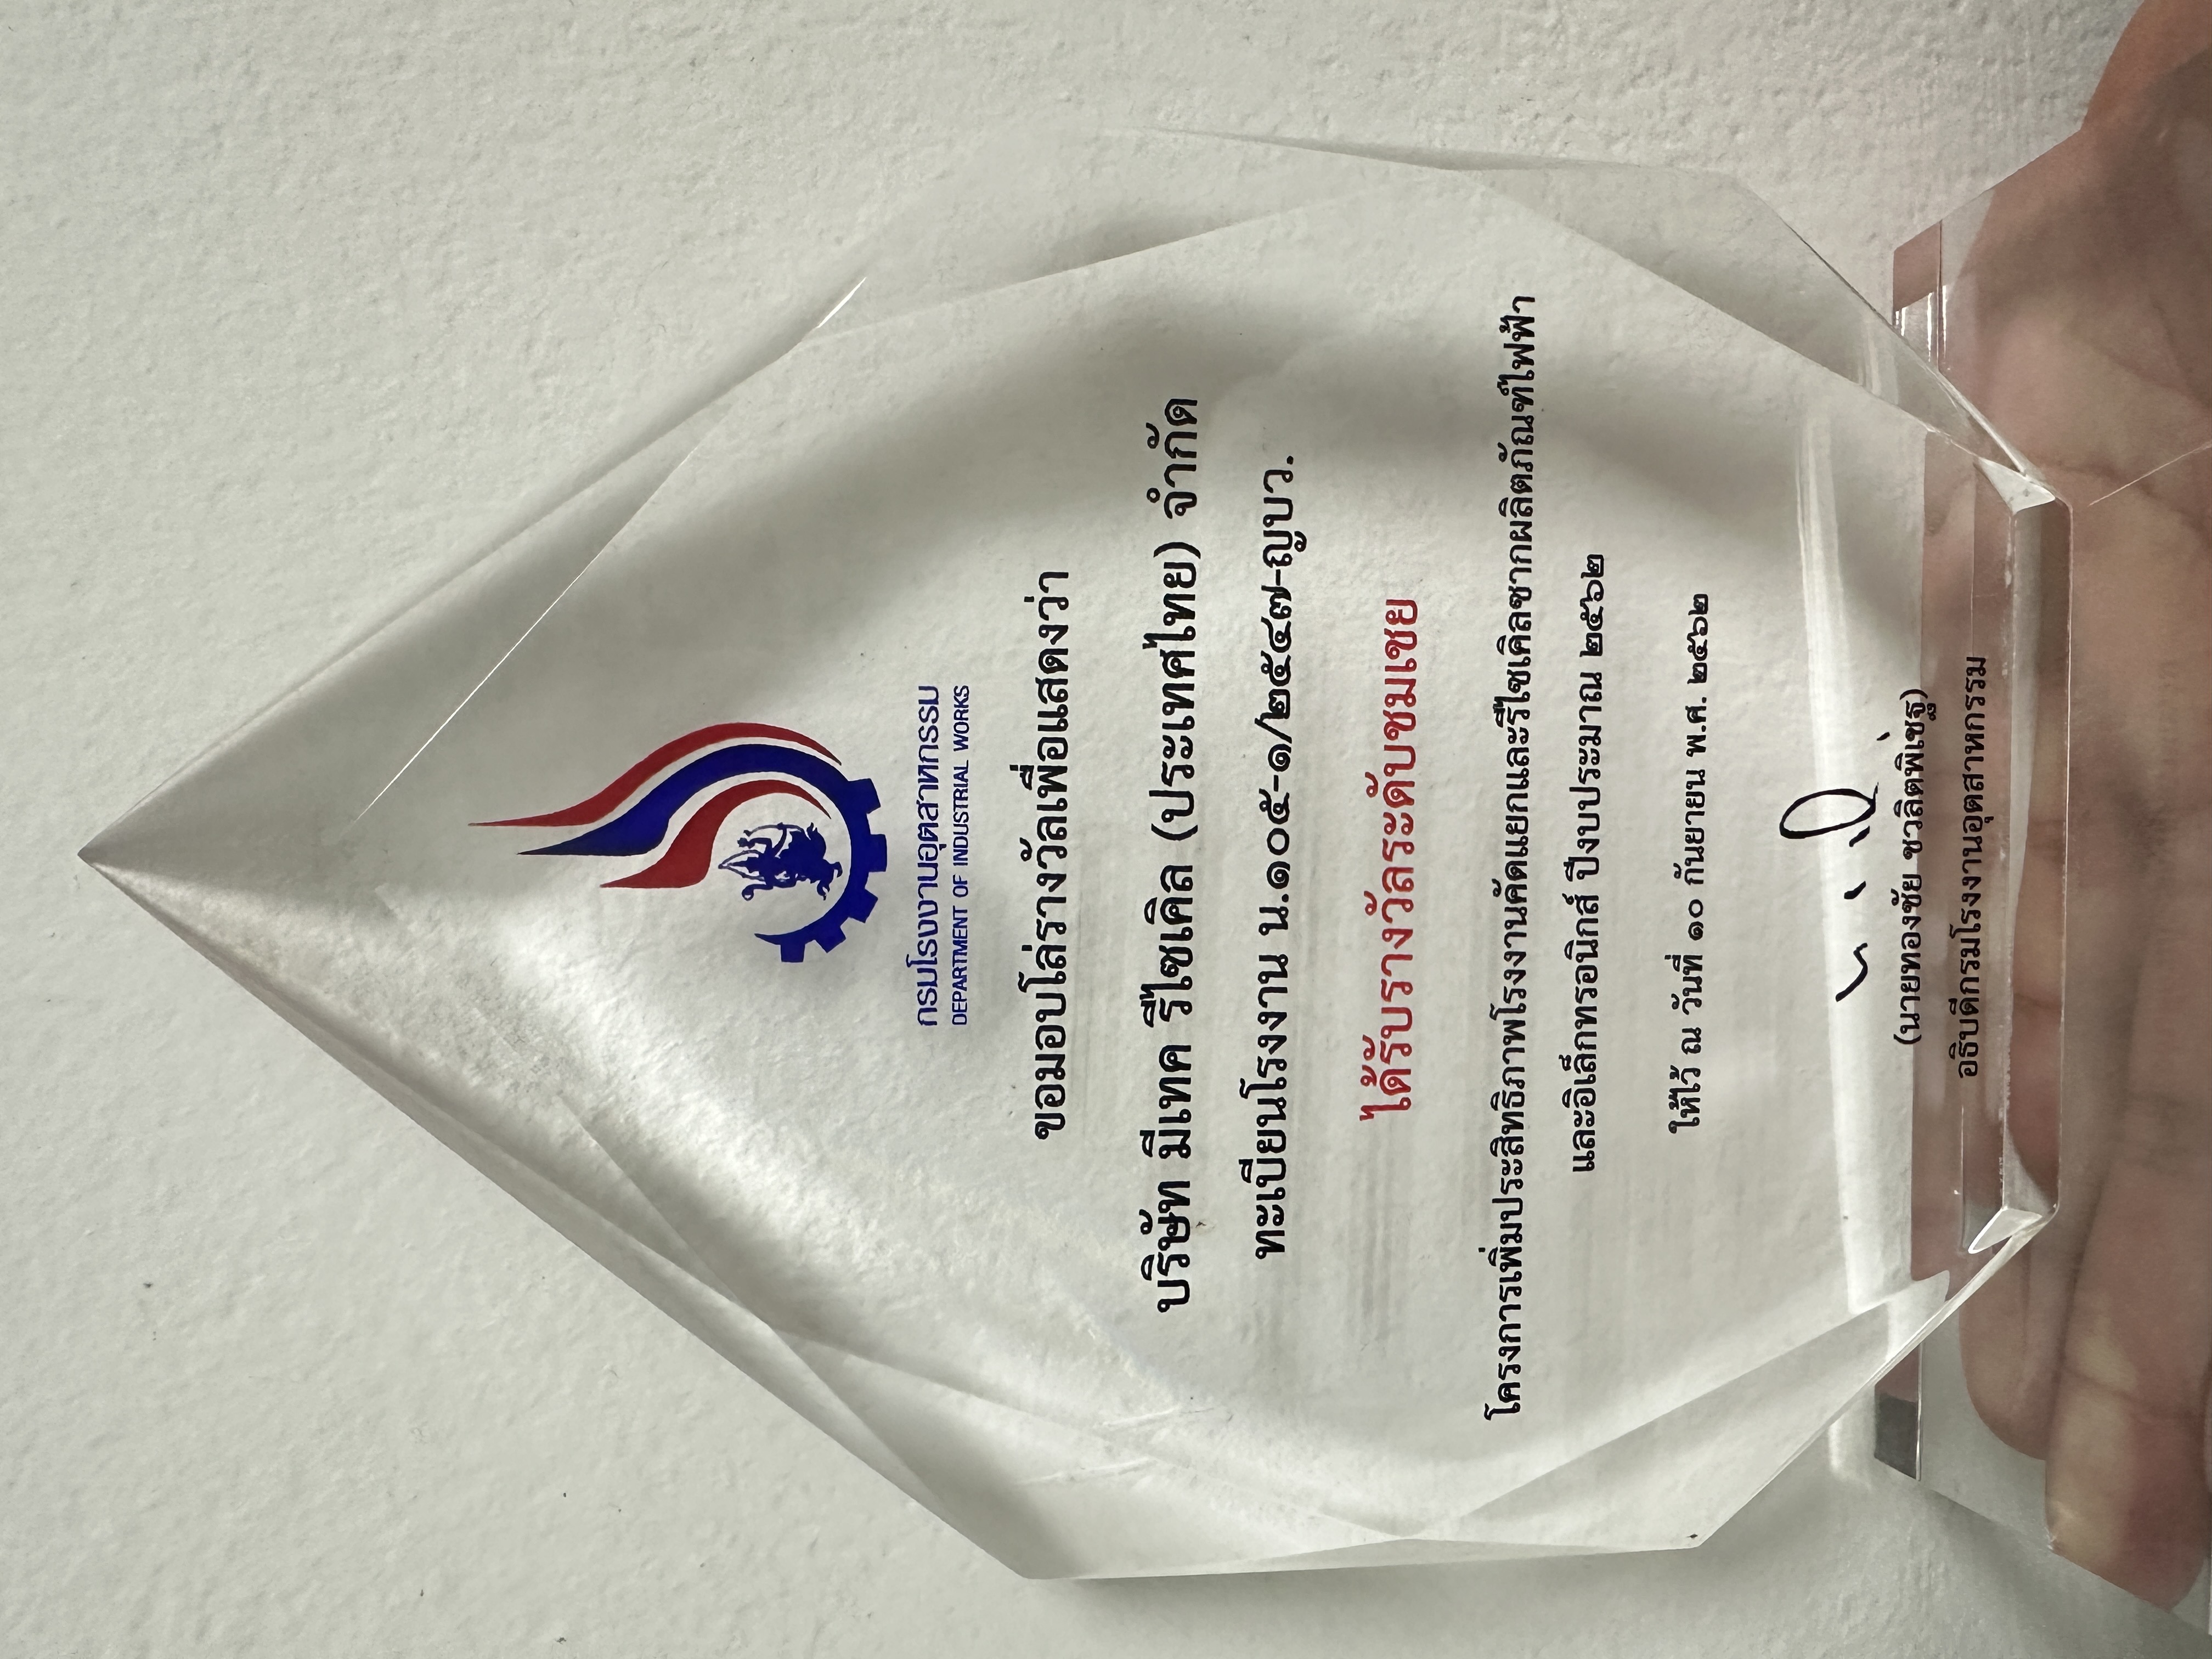 กรมโรงงานอุตสาหกรรม
DEPARTMENT OF INDUSTRIAL WORKS
ขอมอบโล่รางวัลเพื่อแสดงว่า
บริษัท มีเทค รีไซเคิล (ประเทศไทย) จำกัด
ทะเบียนโรงงาน น.๑๐๕-๑/๒๕๔๗-ญบว.
ได้รับรางวัลระดับชมเชย
โครงการเพิ่มประสิทธิภาพโรงงานคัดแยกและรีไซเคิลซากผลิตภัณฑ์ไฟฟ้า
และอิเล็กทรอนิกส์ ปีงบประมาณ ๒๕๖๒
ให้ไว้ ณ วันที่ ๑๐ กันยายน พ.ศ. ๒๕๖๒
(นายทองชัย ชวลิตพิเชฐ)
อธิบดีกรมโรงงานอุตสาหกรรม